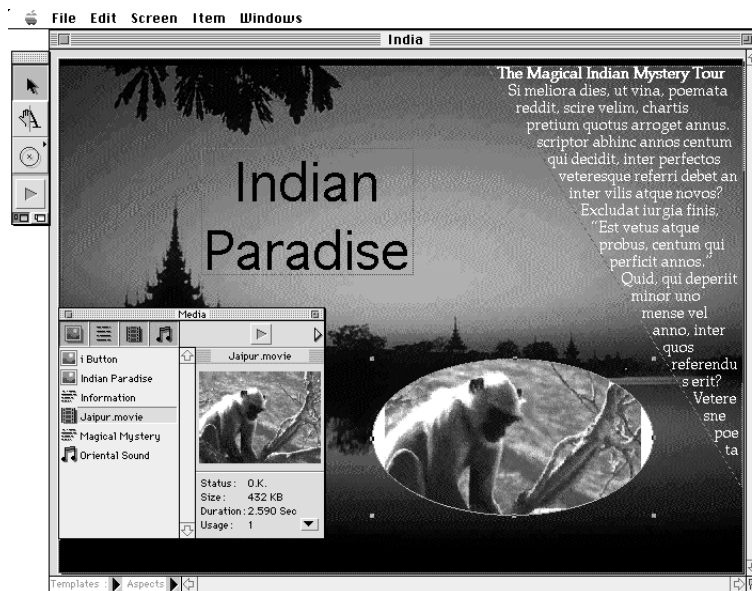 File Edit Screen Item Windows
India
The Magical Indian Mystery Tour
Si meliora dies, ut vina, poemata
reddit, scire velim, chartis
pretium quotus arroget annus.
scriptor abhinc annos centum
qui decidit, inter perfectos
veteresque referri debet an
inter vilis atque novos?
Excludat iurgia finis,
"Est vetus atque
probus, centum qui
perficit annos."
Quid, qui deperiit
minor uno
mense vel
anno, inter
quos
referendu
s erit?
Vetere
sne
poe
ta
Indian
Paradise
Media
i Button
Indian Paradise
Information
Jaipur.movie
Magical Mystery
Oriental Sound
Jaipur.movie
Status: O.K.
Size: 432 KB
Duration: 2.590 Sec
Usage: 1
Templates: Aspects